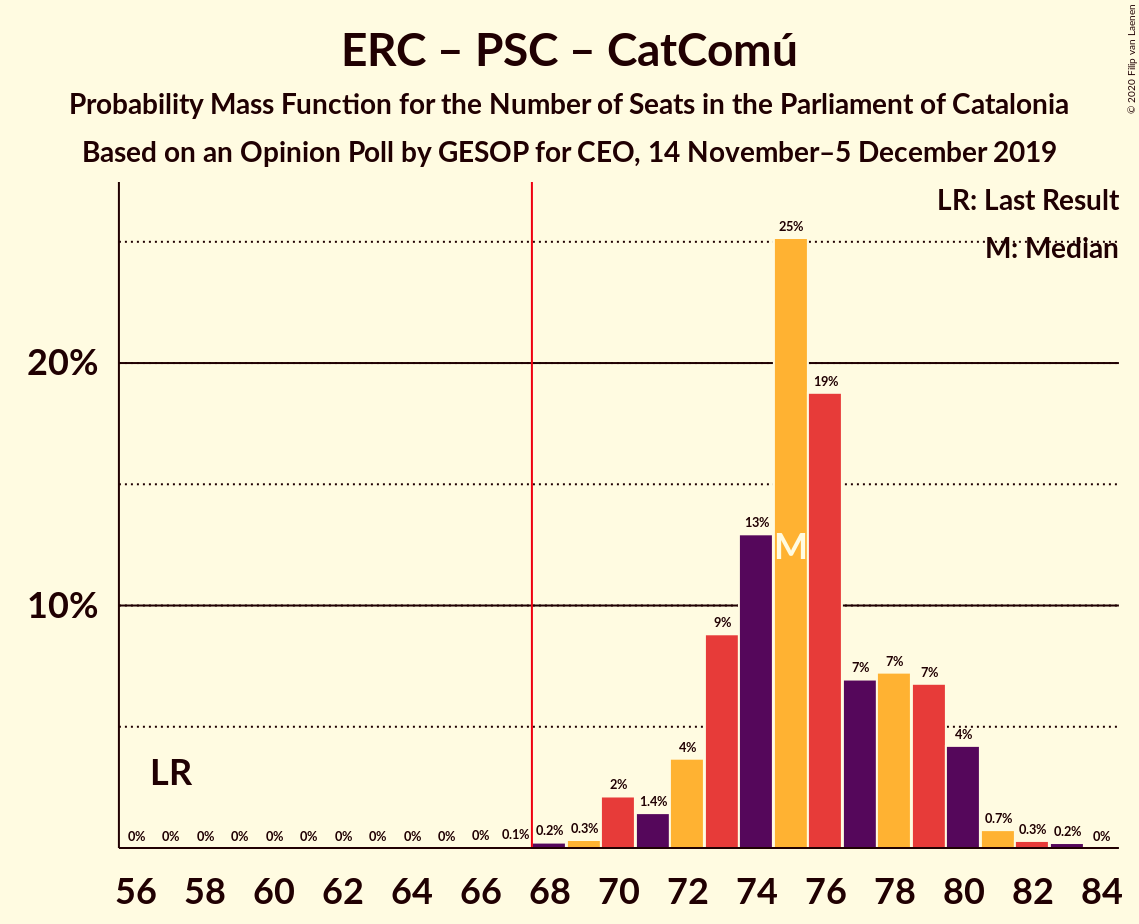 ERC – PSC – CatComú
Probability Mass Function for the Number of Seats in the Parliament of Catalonia
Based on an Opinion Poll by GESOP for CEO, 14 November–5 December 2019
© 2020 Filip van Laenen
LR: Last Result
M: Median
20%
10%
LR
M
0% 0% 0% 0% 0% 0% 0% 0% 0% 0% 0% 0.1% 0.2% 0.3% 2% 1.4% 4% 9% 13% 25% 19% 7% 7% 7% 4% 0.7% 0.3% 0.2% 0%
56 58 60 62 64 66 68 70 72 74 76 78 80 82 84